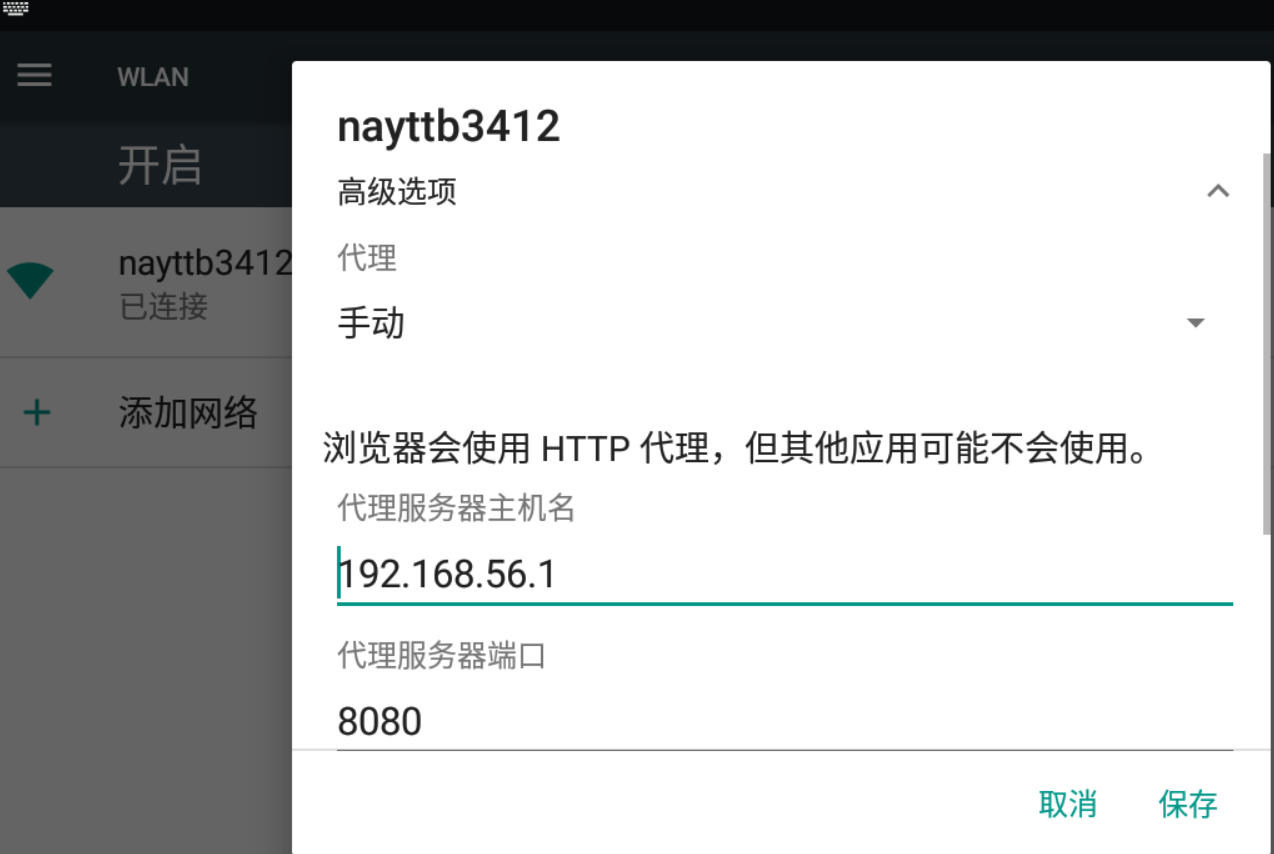 WLAN
开启
nayttb3412
已连接
添加网络
nayttb3412
高级选项
代理
手动
浏览器会使用 HTTP 代理，但其他应用可能不会使用。
代理服务器主机名
192.168.56.1
代理服务器端口
8080
取消
保存